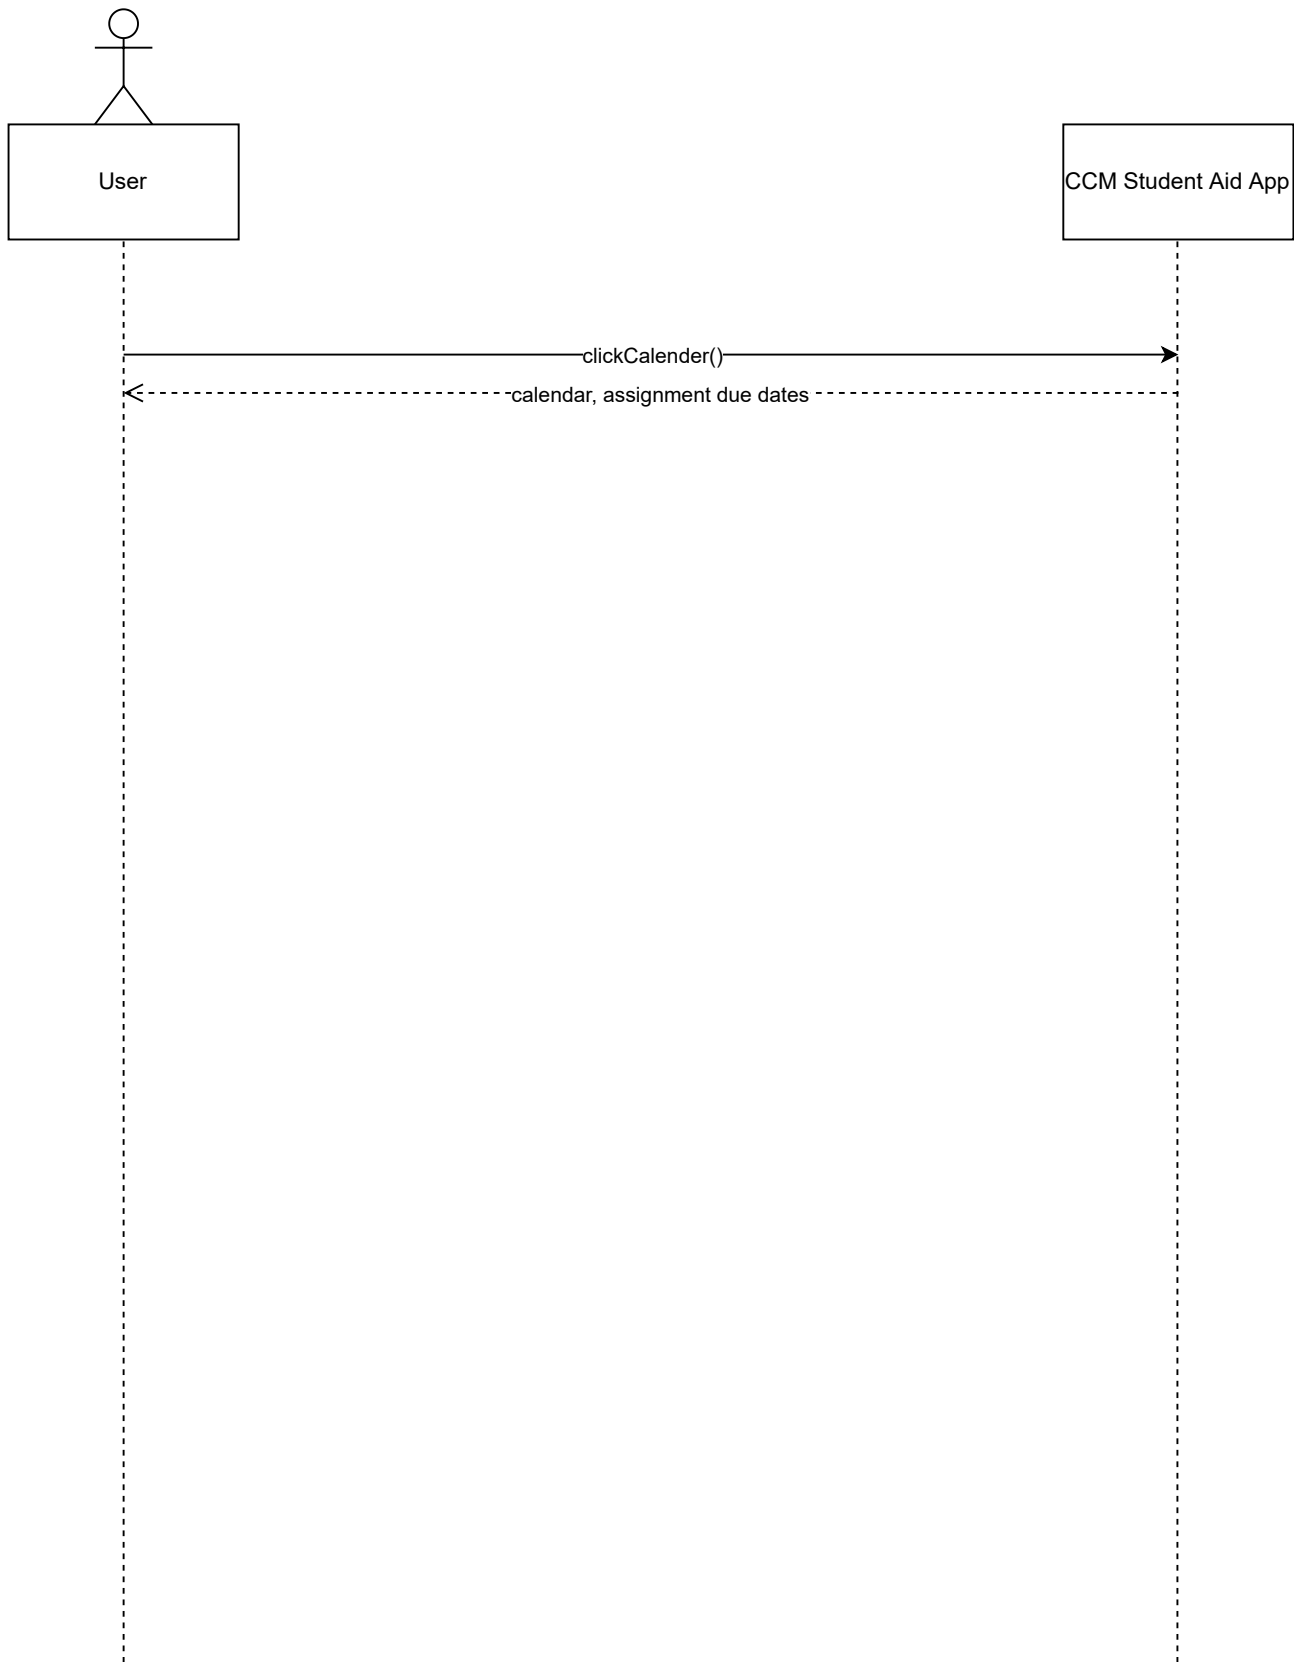 User
CCM Student Aid App
clickCalender()
calendar, assignment due dates